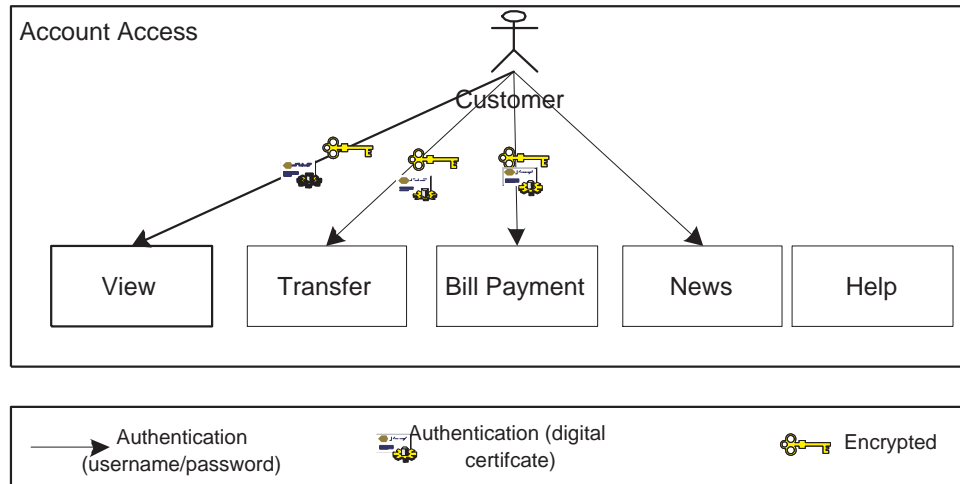 Account Access
Customer
View
Transfer
Bill Payment
News
Help
Authentication
(username/password)
Authentication (digital
certifcate)
Encrypted